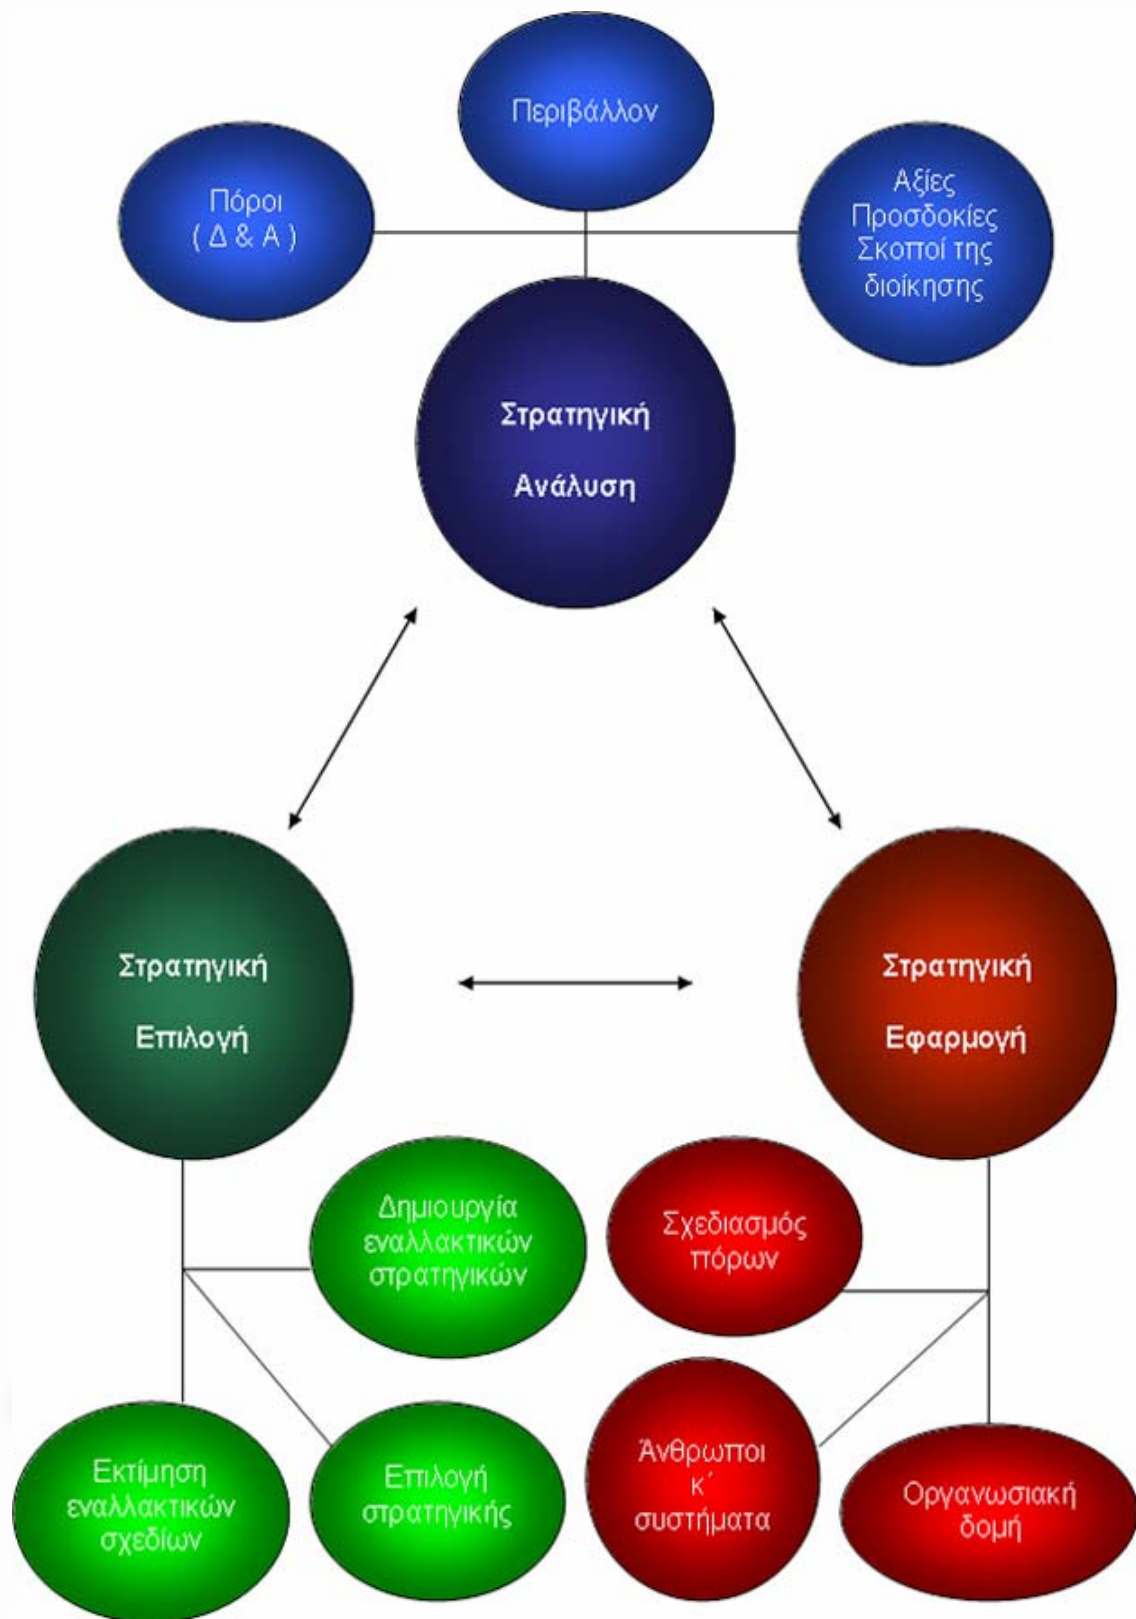 Περιβάλλον
Πόροι
( Δ & Α )
Αξίες
Προσδοκίες
Σκοποί της
διοίκησης
Στρατηγική
Ανάλυση
Στρατηγική
Επιλογή
Στρατηγική
Εφαρμογή
Δημιουργία
εναλλακτικών
στρατηγικών
Σχεδιασμός
πόρων
Εκτίμηση
εναλλακτικών
σχεδίων
Επιλογή
στρατηγικής
Άνθρωποι
κ΄
συστήματα
Οργανωσιακή
δομή